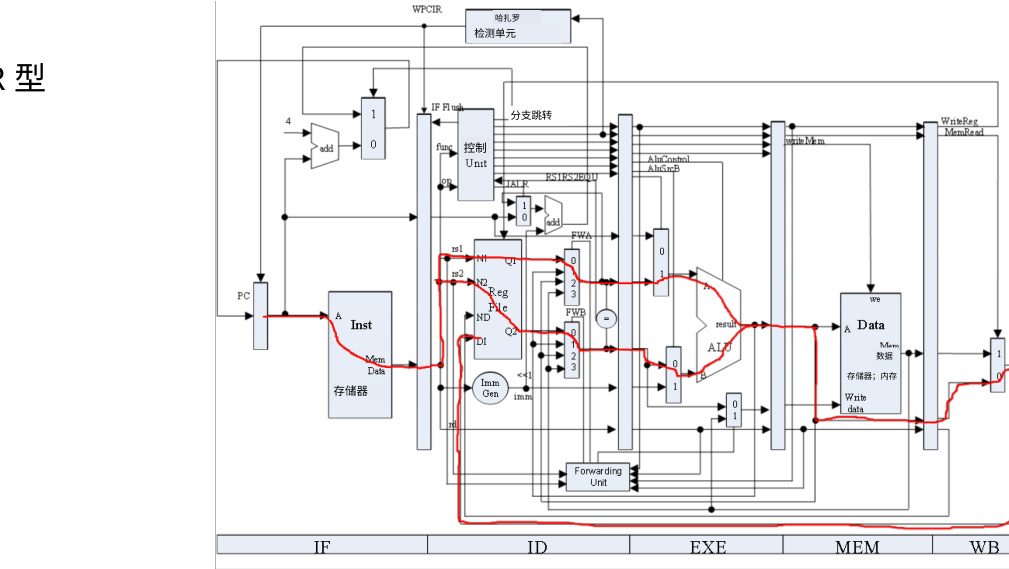 R 型
WPCIR
哈扎罗
检测单元
IF Flush
分支跳转
WriteReg
MemRead
writeMem
1
0
4
add
func
控制
Unit
op
AluControl
AluSrcB
RS1RS2EQU
JALR
1
0
add
FWA
rs1
N1
Q1
0
2
3
0
1
rs2
N2
Reg
File
PC
A
Inst
Mem
Data
存储器
ND
DI
Q2
FWB
0
1
2
3
=
A
result
ALU
B
0
1
we
A
Data
Mem
数据
存储器；内存
Write
data
1
0
Imm
Gen
<<1
imm
0
1
rd
Forwarding
Unit
IF
ID
EXE
MEM
WB